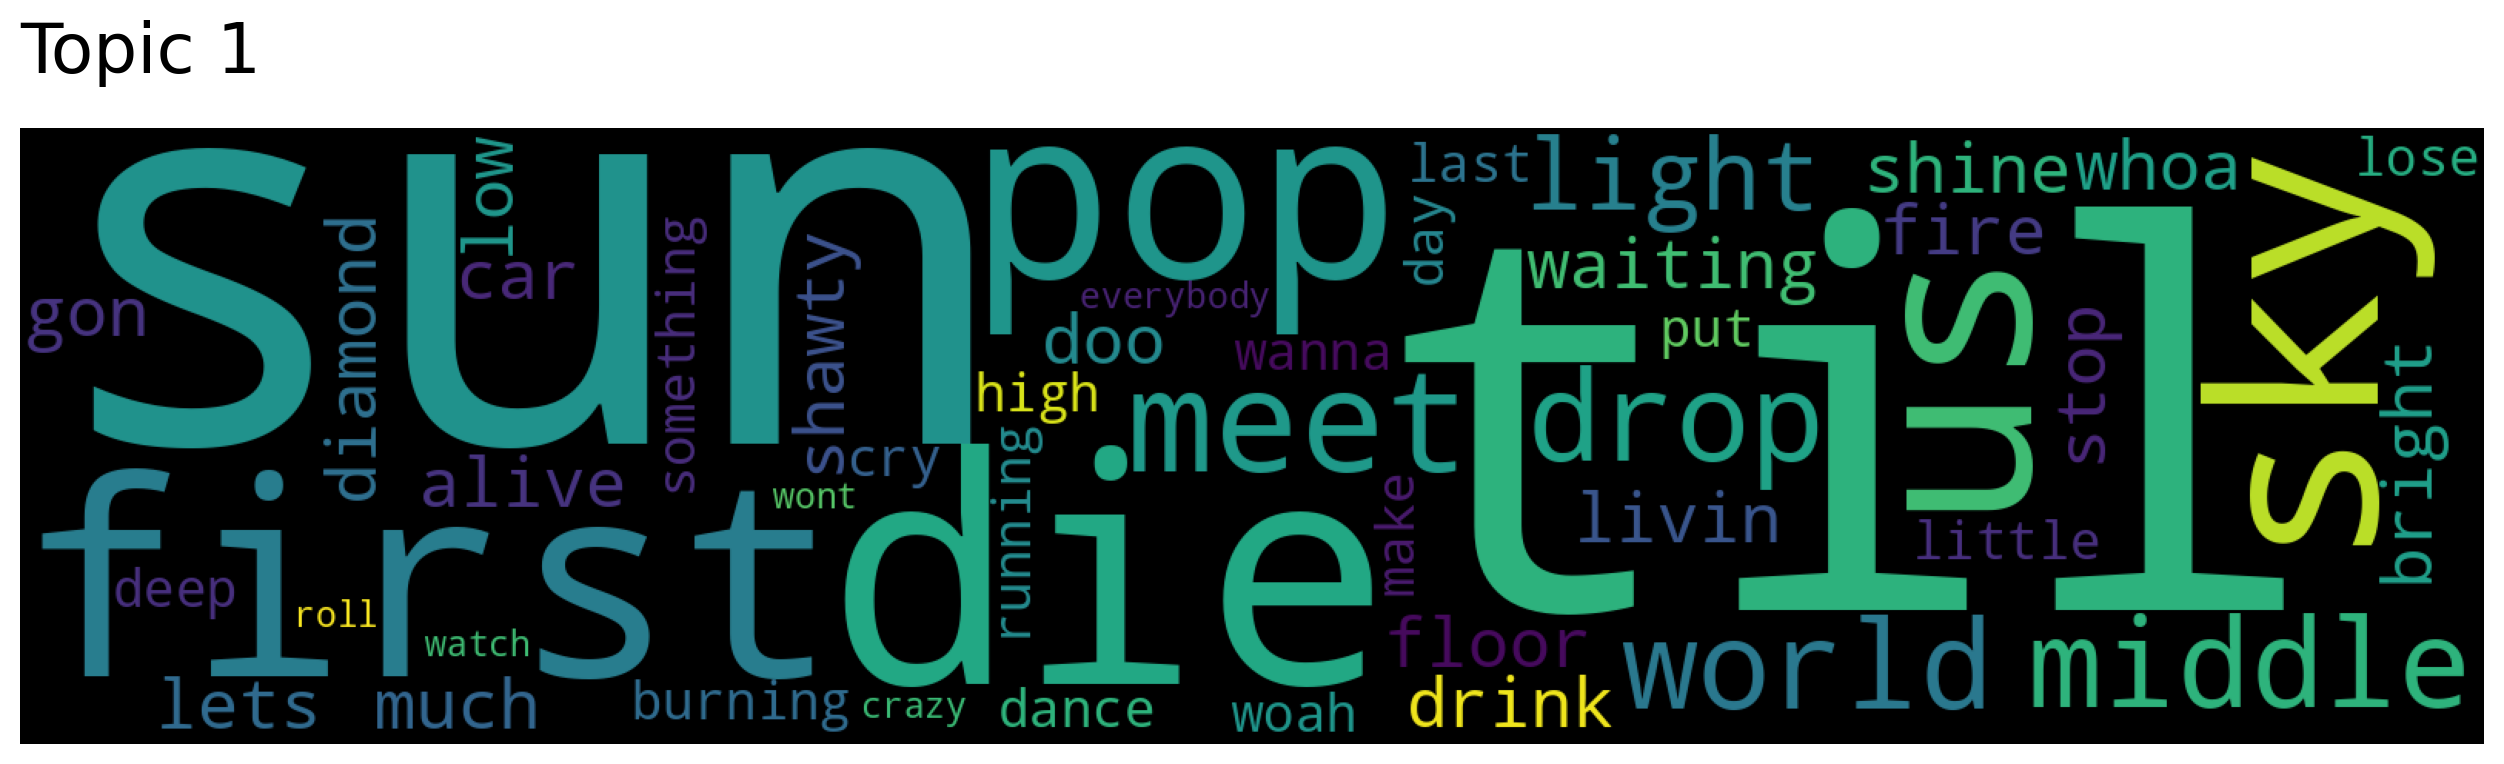 Topic 1
sun
pop
til
sky
first
die
us
light
last
day
shine
whoa
lose
low
car
gon
diamond
something
shawty
everybody
doo
wanna
high
meet
drop
waiting
put
fire
stop
bright
little
livin
make
running
cry
wont
alive
deep
roll
watch
lets
much
burning
crazy
dance
woah
floor
drink
world
middle